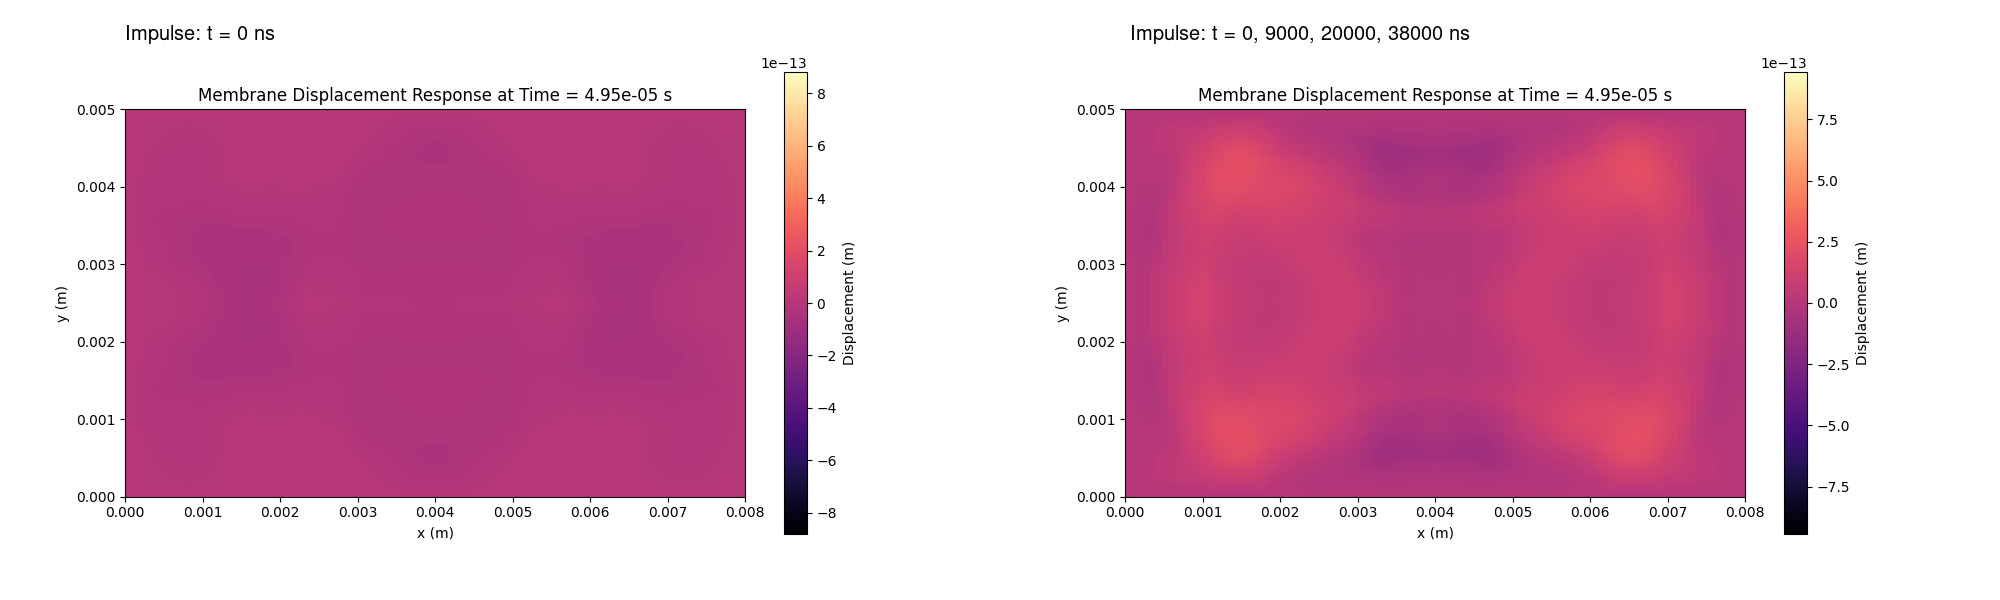 Impulse: t = 0 ns
1e−13
Membrane Displacement Response at Time = 4.95e-05 s
0.005
0.004
0.003
0.002
0.001
0.000
y (m)
0.000 0.001 0.002 0.003 0.004 0.005 0.006 0.007 0.008
x (m)
8
6
4
2
0
−2
−4
−6
−8
Displacement (m)
Impulse: t = 0, 9000, 20000, 38000 ns
1e−13
Membrane Displacement Response at Time = 4.95e-05 s
0.005
0.004
0.003
0.002
0.001
0.000
y (m)
0.000 0.001 0.002 0.003 0.004 0.005 0.006 0.007 0.008
x (m)
7.5
5.0
2.5
0.0
−2.5
−5.0
−7.5
Displacement (m)